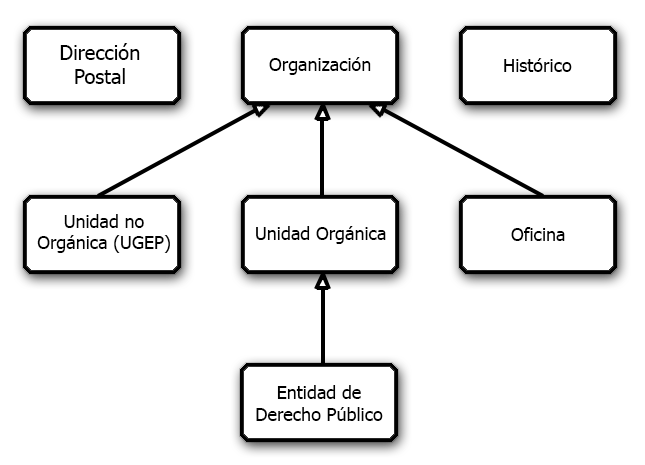 Dirección
Postal
Organización
Histórico
Unidad no
Orgánica (UGEP)
Unidad Orgánica
Oficina
Entidad de
Derecho Público